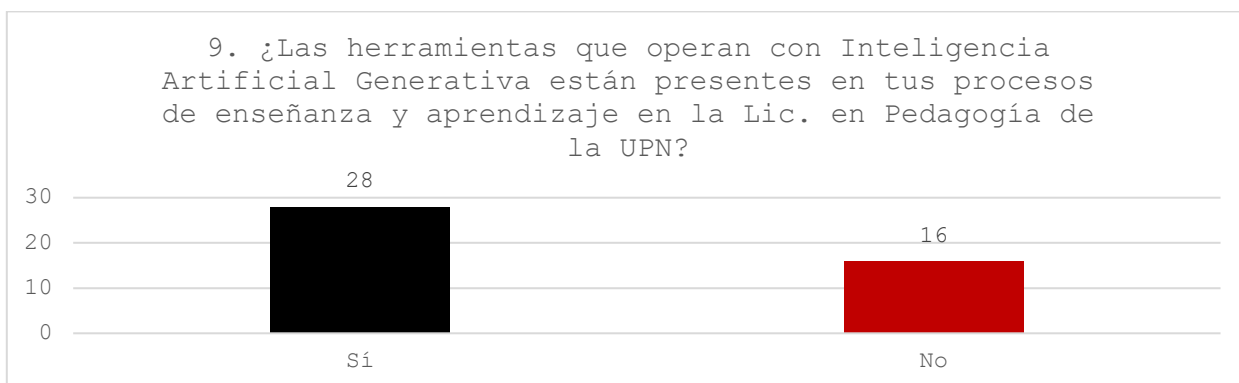 9. ¿Las herramientas que operan con Inteligencia
Artificial Generativa están presentes en tus procesos
de enseñanza y aprendizaje en la Lic. en Pedagogía de
la UPN?
28
30
16
20
10
0
Sí
No